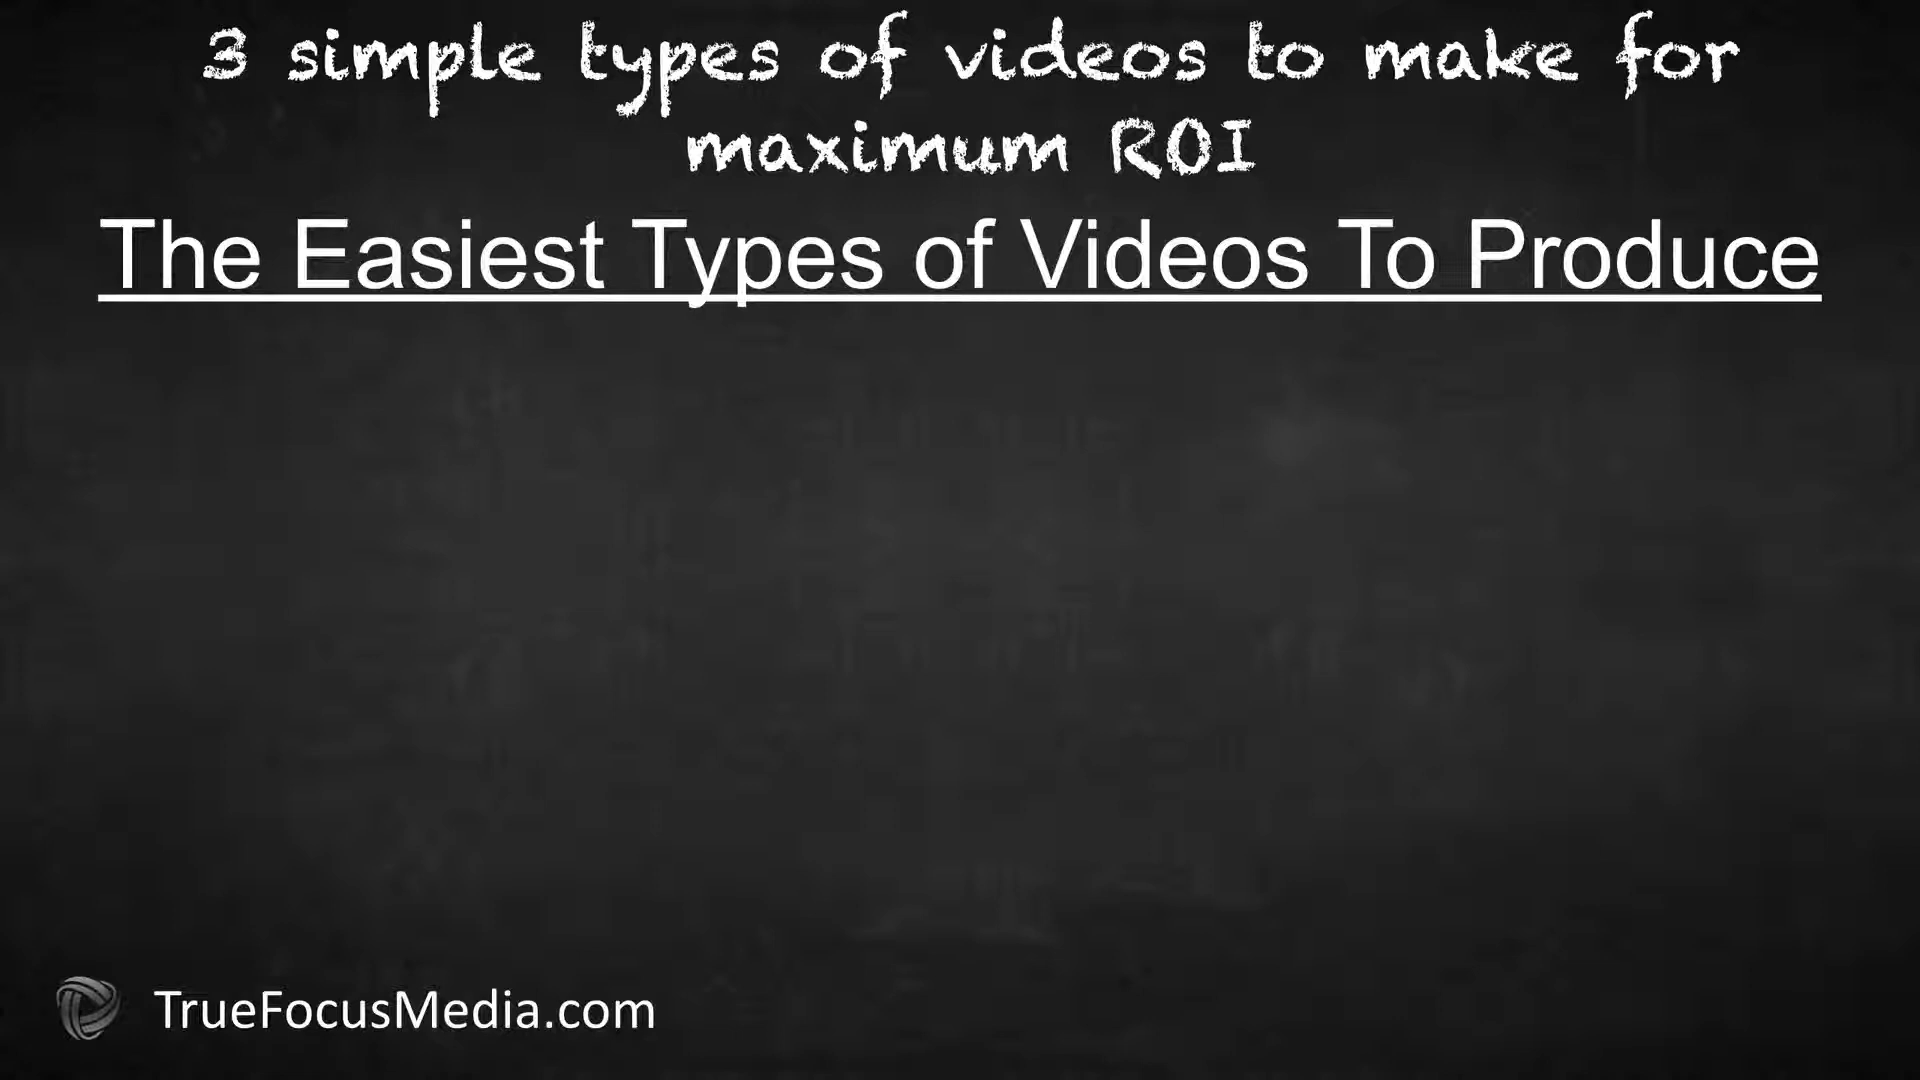 3 simple types of videos to make for
maximum ROI
The Easiest Types of Videos To Produce
TrueFocusMedia.com